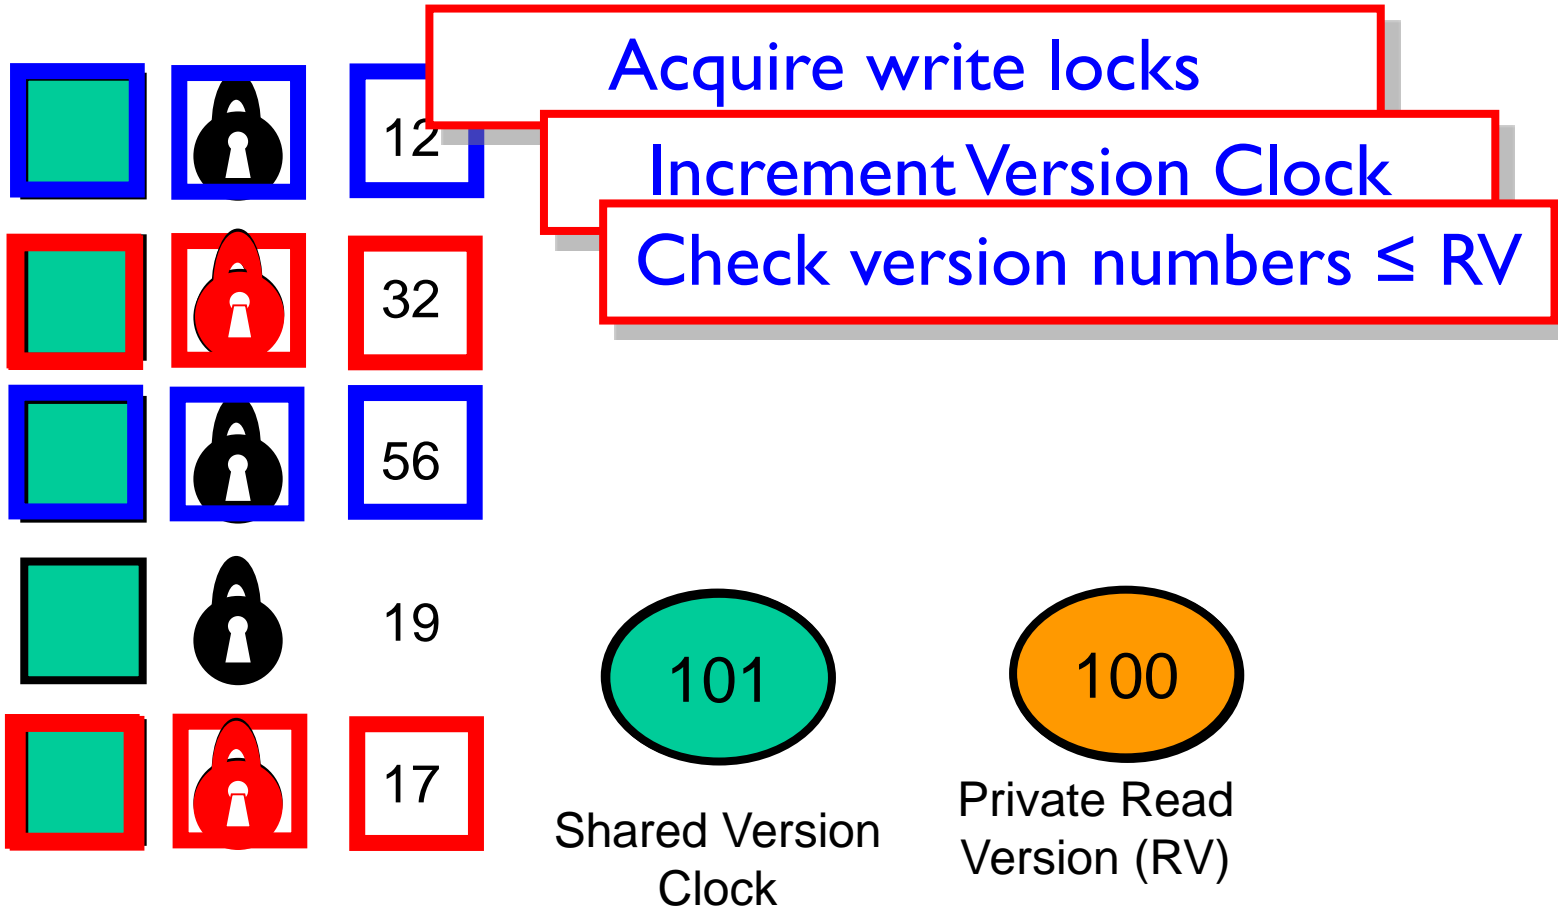 Acquire write locks
12
Increment Version Clock
Check version numbers ≤ RV
32
56
19
101
100
17
Private Read
Version (RV)
Shared Version
Clock